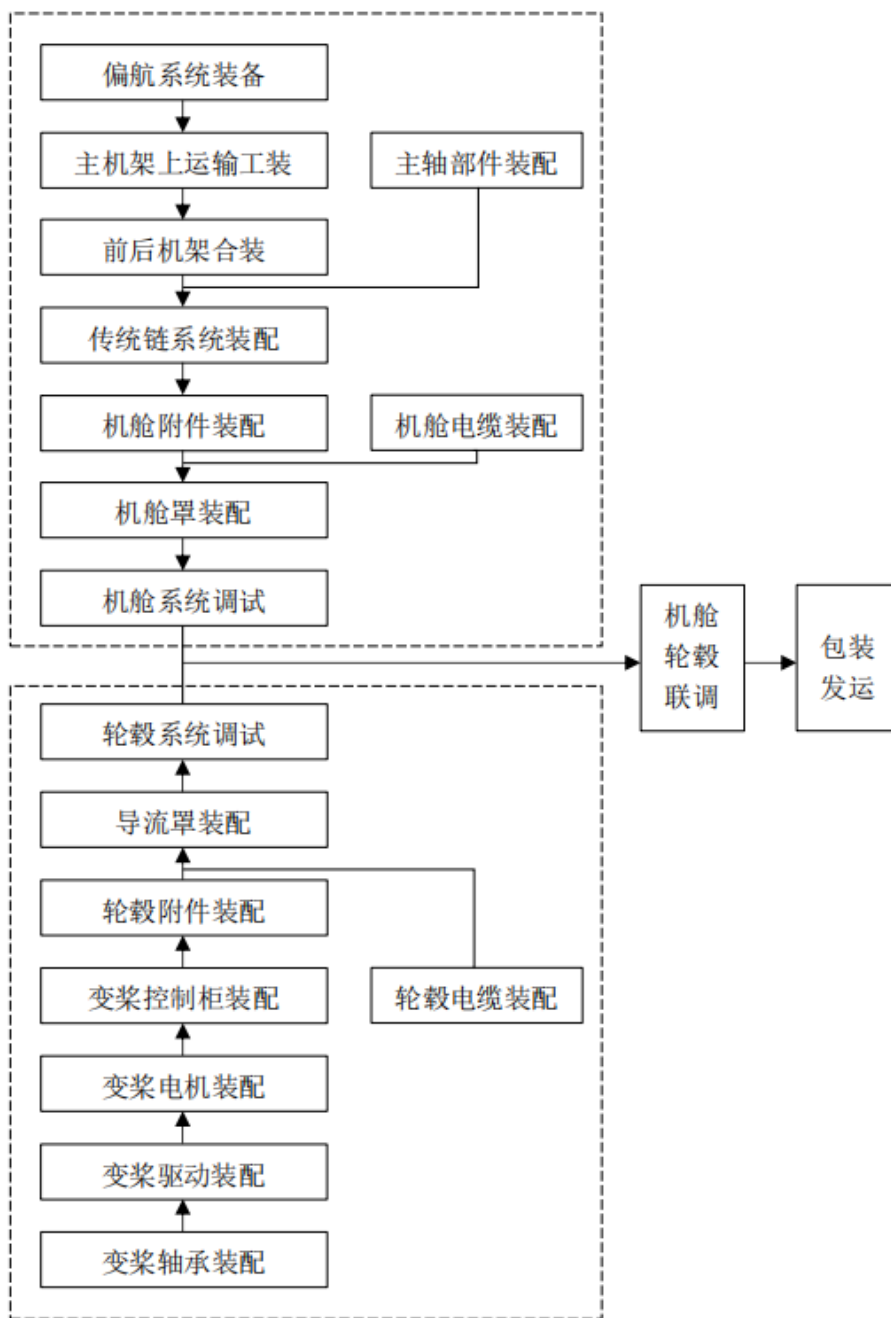 偏航系统装备
主机架上运输工装
主轴部件装配
前后机架合装
传统链系统装配
机舱附件装配
机舱电缆装配
机舱罩装配
机舱系统调试
机舱
轮毂
联调
包装
发运
轮毂系统调试
导流罩装配
轮毂附件装配
变桨控制柜装配
轮毂电缆装配
变桨电机装配
变桨驱动装配
变桨轴承装配